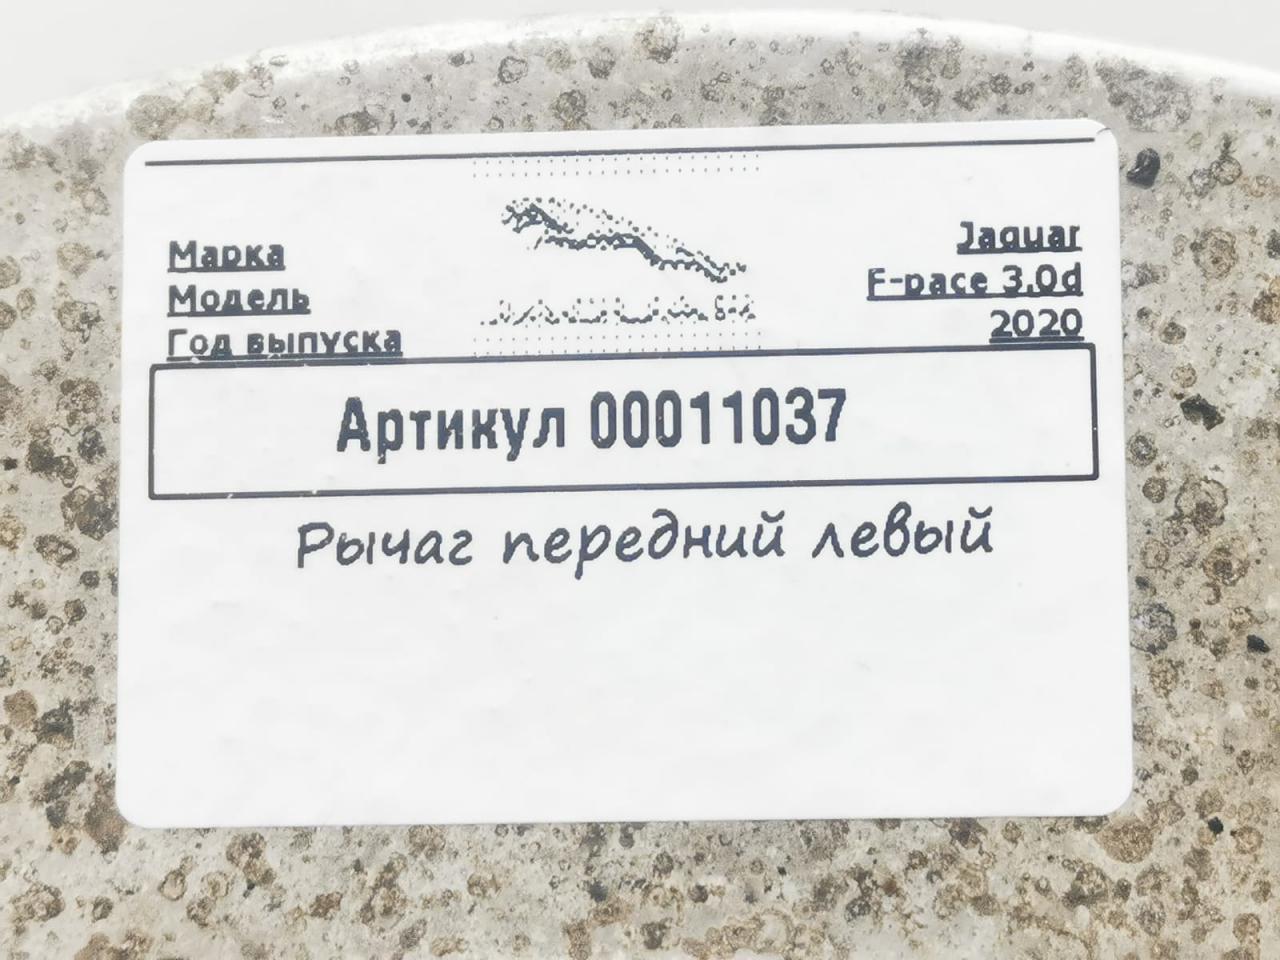 Марка Jaguar
Модель F-pace 3.0d
Год выпуска 2020
Артикул 00011037
Рычаг передний левый